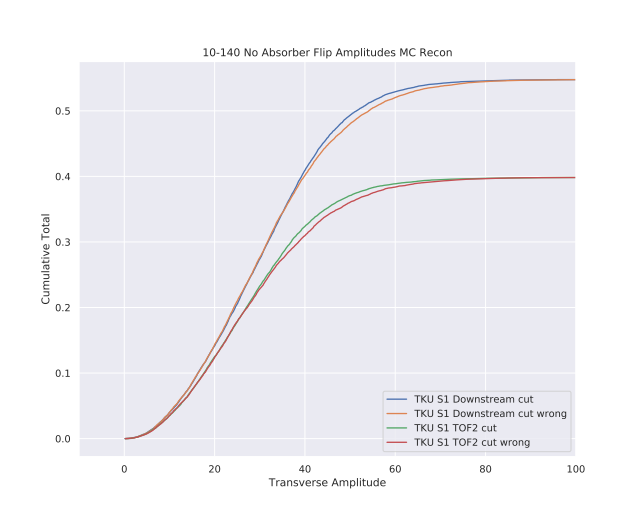 10-140 No Absorber Flip Amplitudes MC Recon
Cumulative Total
0.5
0.4
0.3
0.2
0.1
0.0
TKU S1 Downstream cut
TKU S1 Downstream cut wrong
TKU S1 TOF2 cut
TKU S1 TOF2 cut wrong
0 20 40 60 80 100
Transverse Amplitude